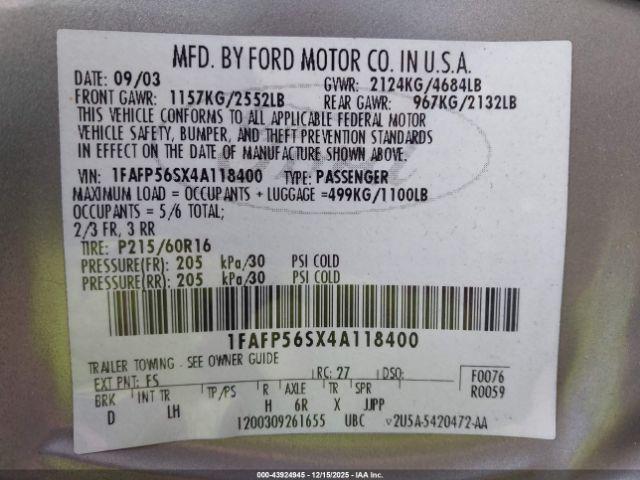 MFD. BY FORD MOTOR CO. IN U.S.A.
DATE: 09/03 GVWR: 2124KG/4684LB
FRONT GAWR: 1157KG/2552LB REAR GAWR: 967KG/2132LB
THIS VEHICLE CONFORMS TO ALL APPLICABLE FEDERAL MOTOR
VEHICLE SAFETY, BUMPER, AND THEFT PREVENTION STANDARDS
IN EFFECT ON THE DATE OF MANUFACTURE SHOWN ABOVE.
VIN: 1FAFP56SX4A118400 TYPE: PASSENGER
MAXIMUM LOAD = OCCUPANTS + LUGGAGE =499KG/1100LB
OCCUPANTS = 5/6 TOTAL;
2/3 FR, 3 RR
TIRE: P215/60R16
PRESSURE(FR): 205 kPa/30 PSI COLD
PRESSURE(RR): 205 kPa/30 PSI COLD
1FAFP56SX4A118400
TRAILER TOWING - SEE OWNER GUIDE
EXT PNT: FS RC: 27 DSO: F0076
BRK INT TR TP/PS R AXLE TR SPR R0059
D LH H 6R X JJPP
1200309261655 UBC v2U5A-5420472-AA
000-43924945 - 12/15/2025 - IAAI, Inc.